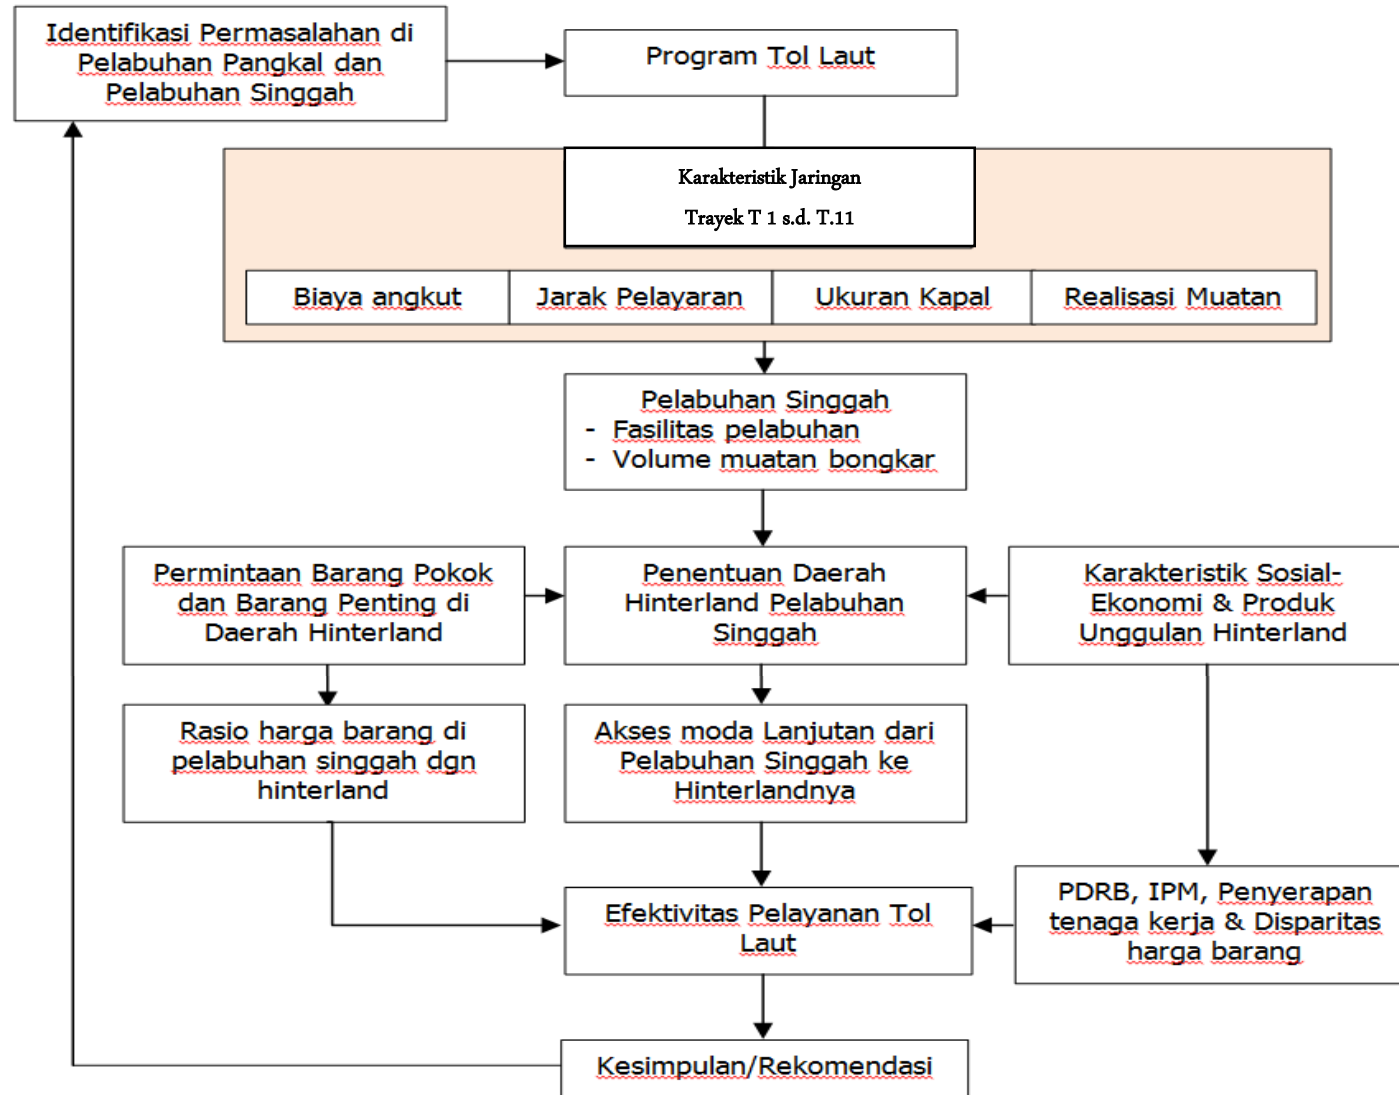 Identifikasi Permasalahan di
Pelabuhan Pangkal dan
Pelabuhan Singgah
Program Tol Laut
Karakteristik Jaringan
Trayek T 1 s.d. T.11
Biaya angkut
Jarak Pelayaran
Ukuran Kapal
Realisasi Muatan
Pelabuhan Singgah
- Fasilitas pelabuhan
- Volume muatan bongkar
Permintaan Barang Pokok
dan Barang Penting di
Daerah Hinterland
Penentuan Daerah
Hinterland Pelabuhan
Singgah
Karakteristik Sosial-
Ekonomi & Produk
Unggulan Hinterland
Rasio harga barang di
pelabuhan singgah dgn
hinterland
Akses moda Lanjutan dari
Pelabuhan Singgah ke
Hinterlandnya
Efektivitas Pelayanan Tol
Laut
PDRB, IPM, Penyerapan
tenaga kerja & Disparitas
harga barang
Kesimpulan/Rekomendasi